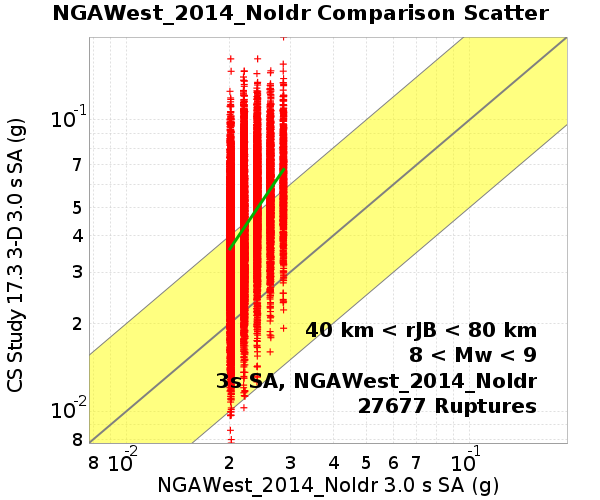 NGAWest_2014_NoIdr Comparison Scatter
CS Study 17.3 3-D 3.0 s SA (g)
10-1
7
5
4
3
2
10-2
8
40 km < rJB < 80 km
8 < Mw < 9
3s SA, NGAWest_2014_NoIdr
27677 Ruptures
8 10-2 2 3 4 5 6 7 10-1
NGAWest_2014_NoIdr 3.0 s SA (g)